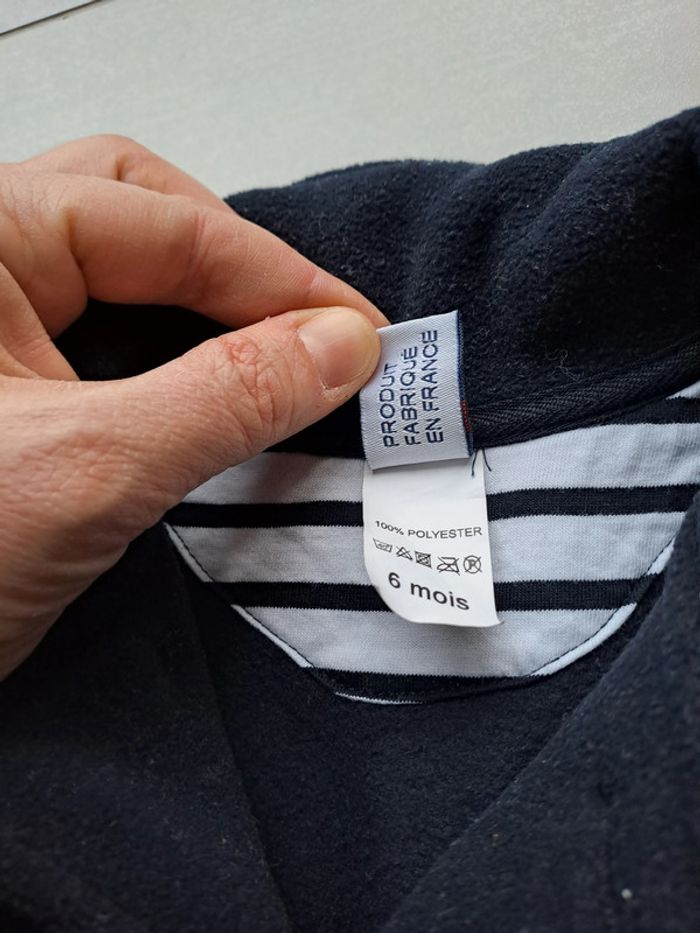 PRODUIT
FABRIQUÉ
EN FRANCE
100% POLYESTER
6 mois